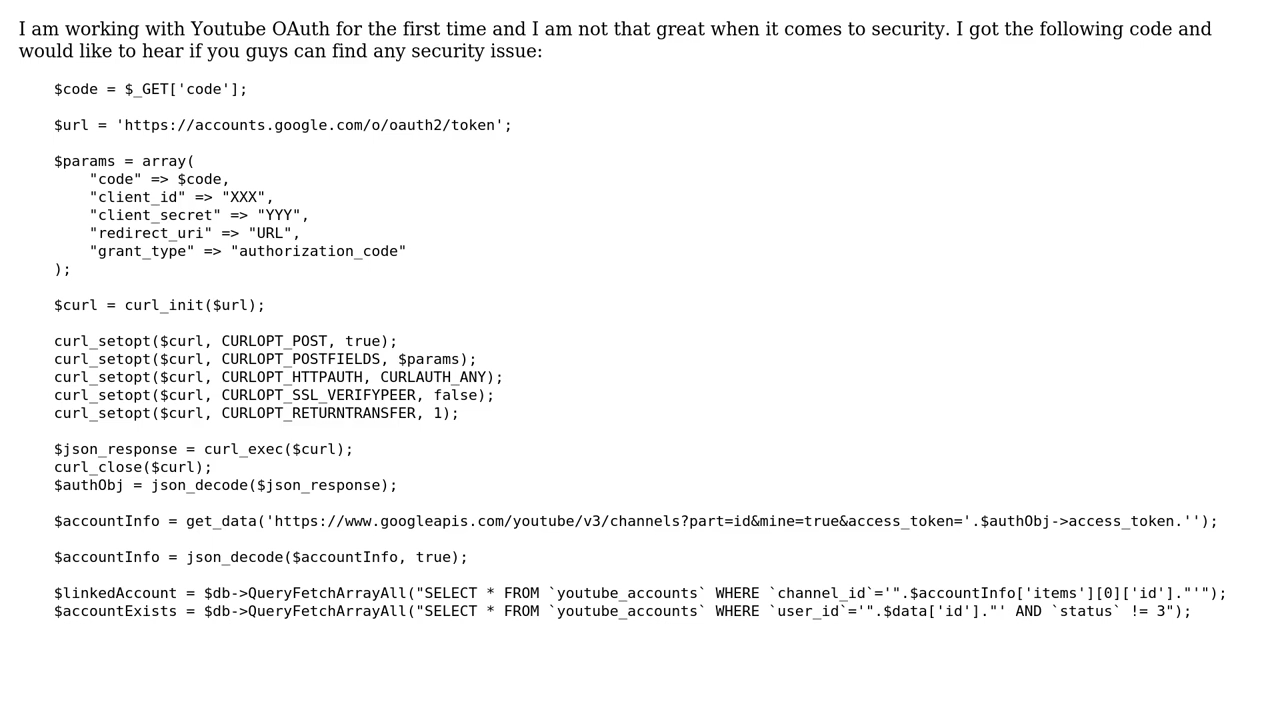 I am working with Youtube OAuth for the first time and I am not that great when it comes to security. I got the following code and
would like to hear if you guys can find any security issue:
$code = $_GET['code'];
$url = 'https://accounts.google.com/o/oauth2/token';
$params = array(
    "code" => $code,
    "client_id" => "XXX",
    "client_secret" => "YYY",
    "redirect_uri" => "URL",
    "grant_type" => "authorization_code"
);
$curl = curl_init($url);
curl_setopt($curl, CURLOPT_POST, true);
curl_setopt($curl, CURLOPT_POSTFIELDS, $params);
curl_setopt($curl, CURLOPT_HTTPAUTH, CURLAUTH_ANY);
curl_setopt($curl, CURLOPT_SSL_VERIFYPEER, false);
curl_setopt($curl, CURLOPT_RETURNTRANSFER, 1);
$json_response = curl_exec($curl);
curl_close($curl);
$authObj = json_decode($json_response);
$accountInfo = get_data('https://www.googleapis.com/youtube/v3/channels?part=id&mine=true&access_token='.$authObj->access_token.'');
$accountInfo = json_decode($accountInfo, true);
$linkedAccount = $db->QueryFetchArrayAll("SELECT * FROM `youtube_accounts` WHERE `channel_id`='".$accountInfo['items'][0]['id']."'");
$accountExists = $db->QueryFetchArrayAll("SELECT * FROM `youtube_accounts` WHERE `user_id`='".$data['id']."' AND `status` != 3");